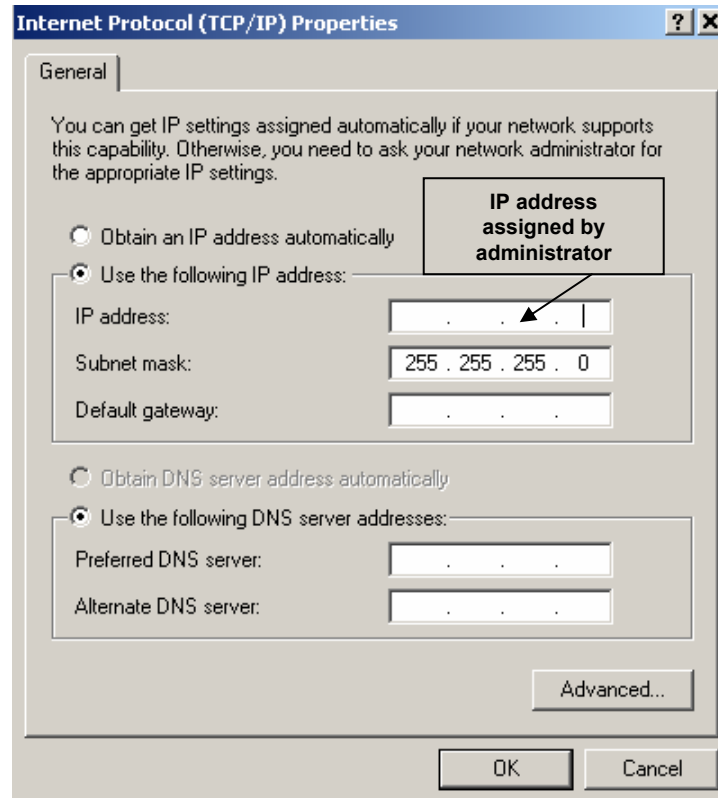 Internet Protocol (TCP/IP) Properties
? X
General
You can get IP settings assigned automatically if your network supports
this capability. Otherwise, you need to ask your network administrator for
the appropriate IP settings.
IP address
assigned by
administrator
Obtain an IP address automatically
Use the following IP address:
IP address: . . .
Subnet mask: 255 . 255 . 255 . 0
Default gateway: . . .
Obtain DNS server address automatically
Use the following DNS server addresses:
Preferred DNS server: . . .
Alternate DNS server: . . .
Advanced...
OK Cancel